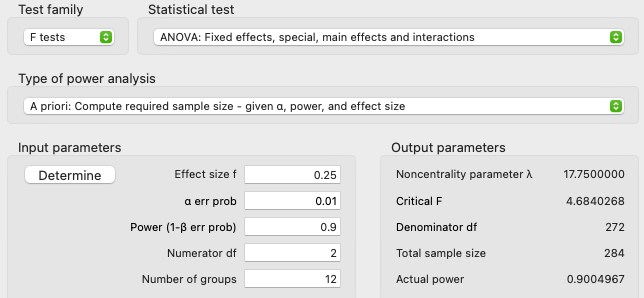 Test family
Statistical test
F tests
ANOVA: Fixed effects, special, main effects and interactions
Type of power analysis
A priori: Compute required sample size - given α, power, and effect size
Input parameters
Output parameters
Determine
Effect size f 0.25
Noncentrality parameter λ 17.7500000
α err prob 0.01
Critical F 4.6840268
Power (1-β err prob) 0.9
Denominator df 272
Numerator df 2
Total sample size 284
Number of groups 12
Actual power 0.9004967